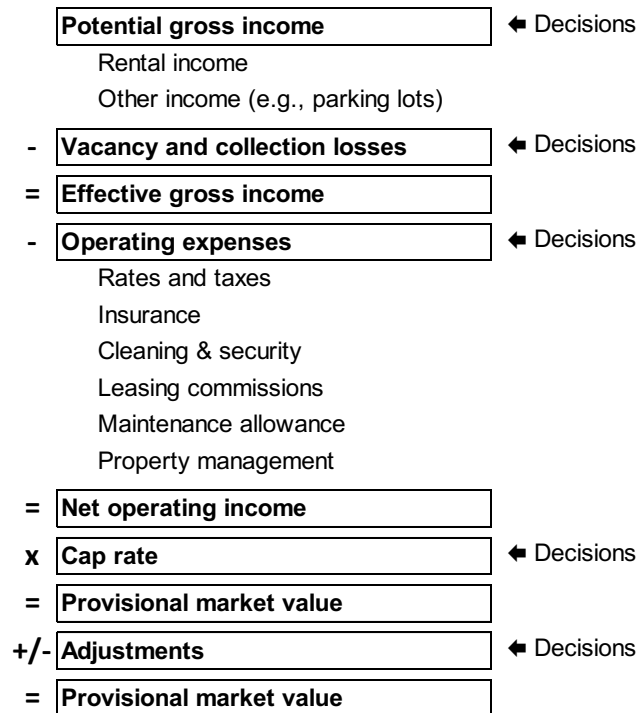 Potential gross income 🡸 Decisions
Rental income
Other income (e.g., parking lots)
- Vacancy and collection losses 🡸 Decisions
= Effective gross income
- Operating expenses 🡸 Decisions
Rates and taxes
Insurance
Cleaning & security
Leasing commissions
Maintenance allowance
Property management
= Net operating income
x Cap rate 🡸 Decisions
= Provisional market value
+/- Adjustments 🡸 Decisions
= Provisional market value